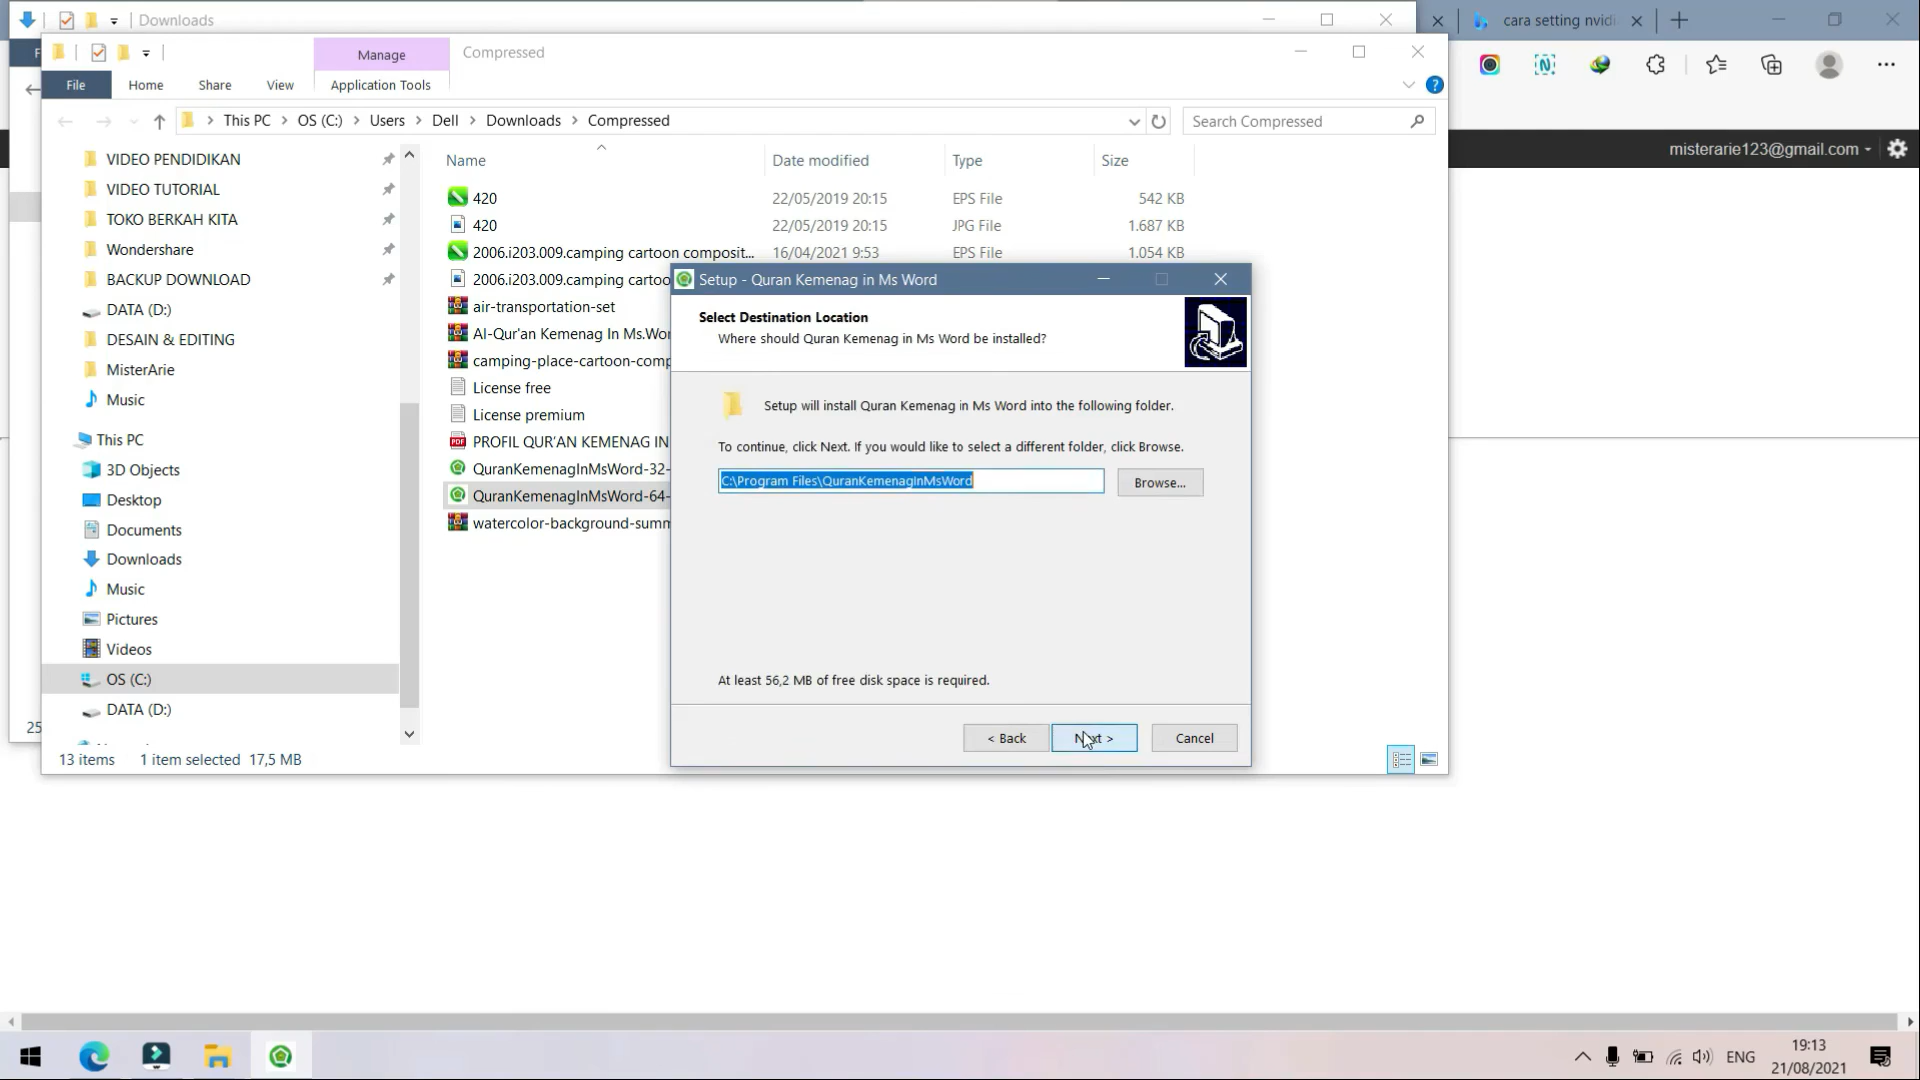 Downloads
cara setting nvidi
Manage
Compressed
File
Home
Share
View
Application Tools
This PC > OS (C:) > Users > Dell > Downloads > Compressed
Search Compressed
misterarie123@gmail.com
VIDEO PENDIDIKAN
VIDEO TUTORIAL
TOKO BERKAH KITA
Wondershare
BACKUP DOWNLOAD
DATA (D:)
DESAIN & EDITING
MisterArie
Music
This PC
3D Objects
Desktop
Documents
Downloads
Music
Pictures
Videos
OS (C:)
DATA (D:)
Name Date modified Type Size
420 22/05/2019 20:15 EPS File 542 KB
420 22/05/2019 20:15 JPG File 1.687 KB
2006.i203.009.camping cartoon composit... 16/04/2021 9:53 EPS File 1.054 KB
2006.i203.009.camping cartoo
air-transportation-set
Al-Qur'an Kemenag In Ms.Wo
camping-place-cartoon-comp
License free
License premium
PROFIL QUR'AN KEMENAG IN
QuranKemenagInMsWord-32-
QuranKemenagInMsWord-64-
watercolor-background-summ
Setup - Quran Kemenag in Ms Word
Select Destination Location
Where should Quran Kemenag in Ms Word be installed?
Setup will install Quran Kemenag in Ms Word into the following folder.
To continue, click Next. If you would like to select a different folder, click Browse.
C:\Program Files\QuranKemenagInMsWord
Browse...
At least 56,2 MB of free disk space is required.
< Back
Next >
Cancel
25
13 items 1 item selected 17,5 MB
ENG
19:13
21/08/2021